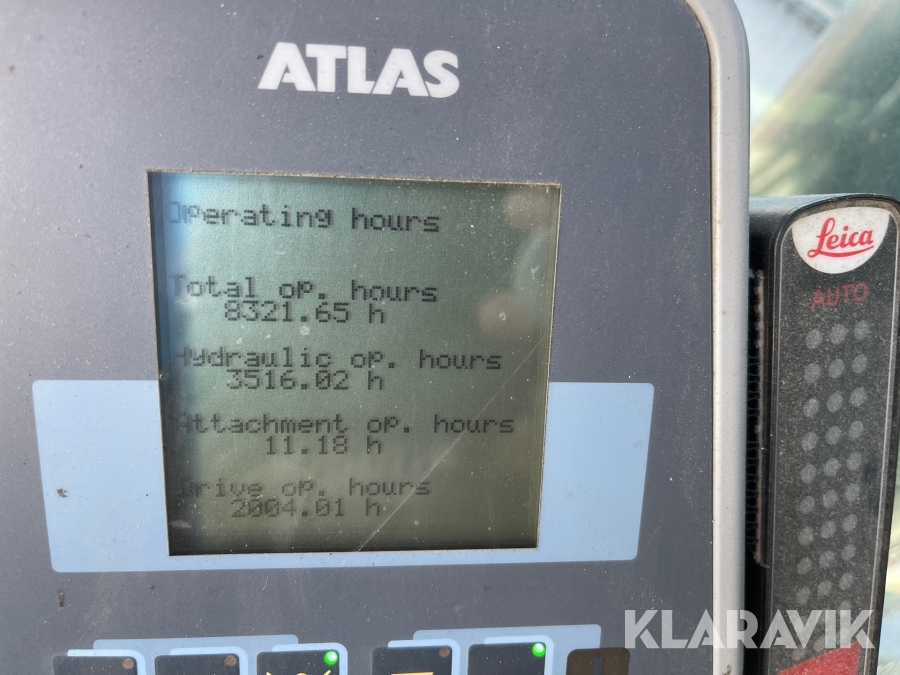 ATLAS
Operating hours
Total op. hours
8321.65 h
Hydraulic op. hours
3516.02 h
Attachment op. hours
11.18 h
Drive op. hours
2004.01 h
Leica
AUTO
KLARAVIK